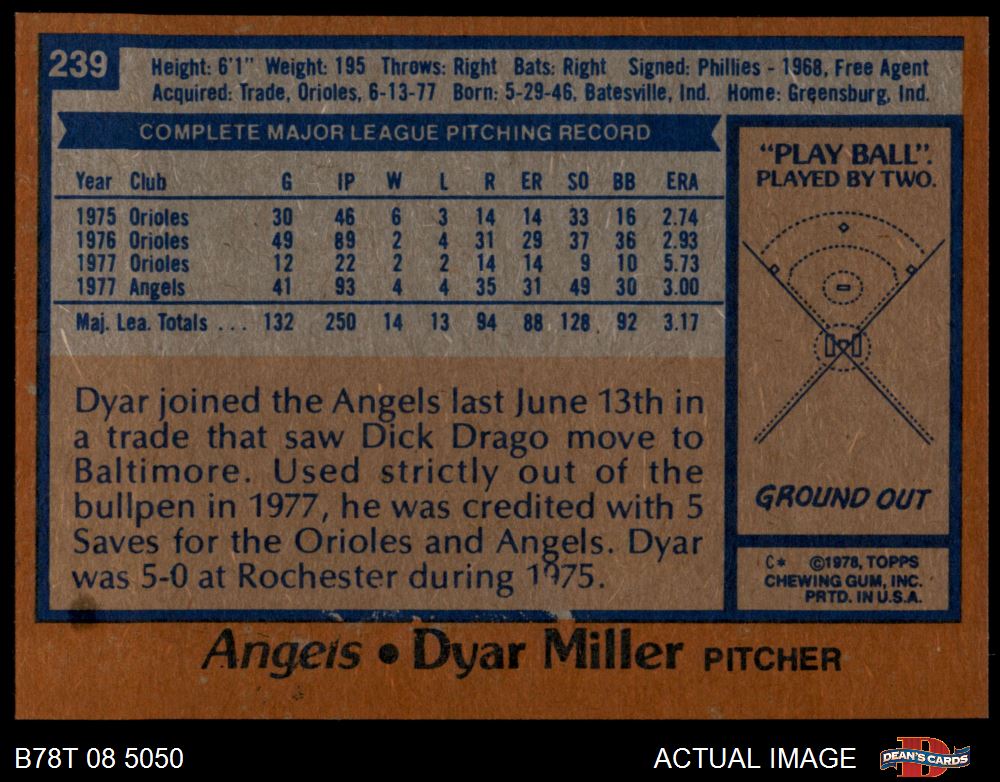 239
Height: 6'1" Weight: 195 Throws: Right Bats: Right Signed: Phillies - 1968, Free Agent
Acquired: Trade, Orioles, 6-13-77 Born: 5-29-46, Batesville, Ind. Home: Greensburg, Ind.
COMPLETE MAJOR LEAGUE PITCHING RECORD
Year Club G IP W L R ER SO BB ERA
1975 Orioles 30 46 6 3 14 14 33 16 2.74
1976 Orioles 49 89 2 4 31 29 37 36 2.93
1977 Orioles 12 22 2 2 14 14 9 10 5.73
1977 Angels 41 93 4 4 35 31 49 30 3.00
Maj. Lea. Totals ... 132 250 14 13 94 88 128 92 3.17
Dyar joined the Angels last June 13th in
a trade that saw Dick Drago move to
Baltimore. Used strictly out of the
bullpen in 1977, he was credited with 5
Saves for the Orioles and Angels. Dyar
was 5-0 at Rochester during 1975.
"PLAY BALL".
PLAYED BY TWO.
GROUND OUT
C* ©1978, TOPPS
CHEWING GUM, INC.
PRTD. IN U.S.A.
Angels • Dyar Miller PITCHER
B78T 08 5050
ACTUAL IMAGE
DEAN'S CARDS